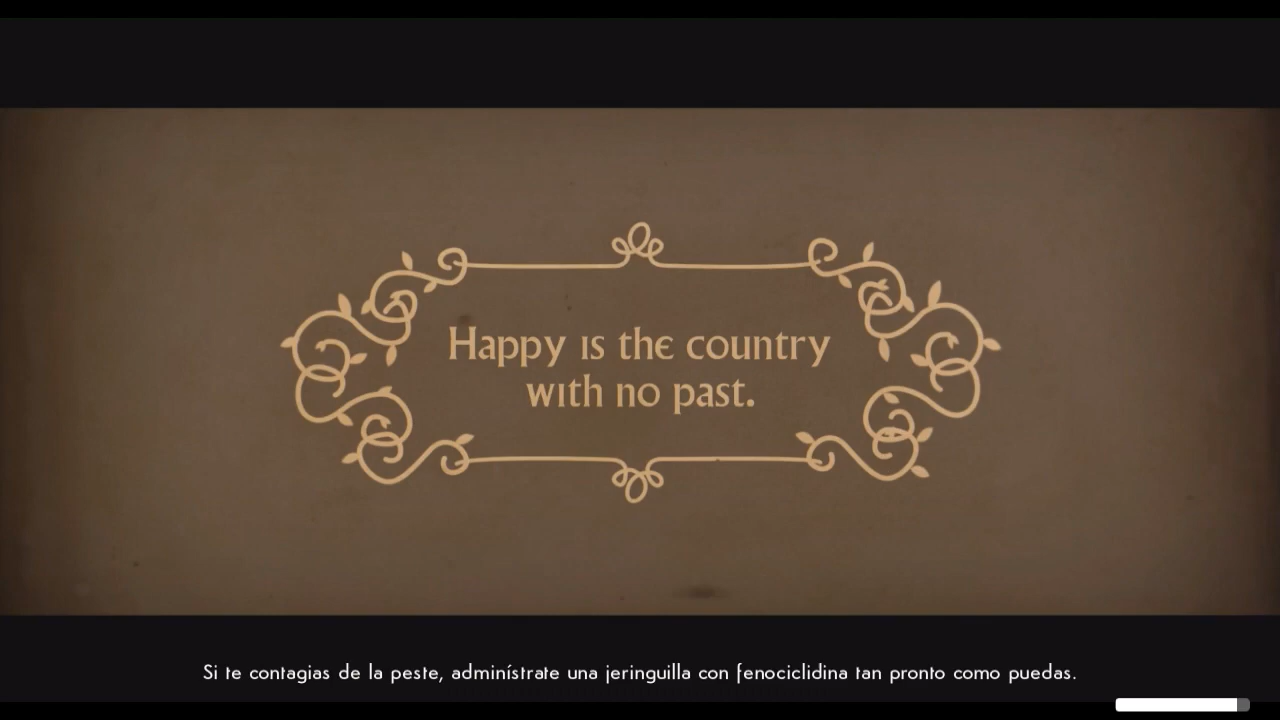 Happy is the country
with no past.
Si te contagias de la peste, adminístrate una jeringuilla con fenociclidina tan pronto como puedas.